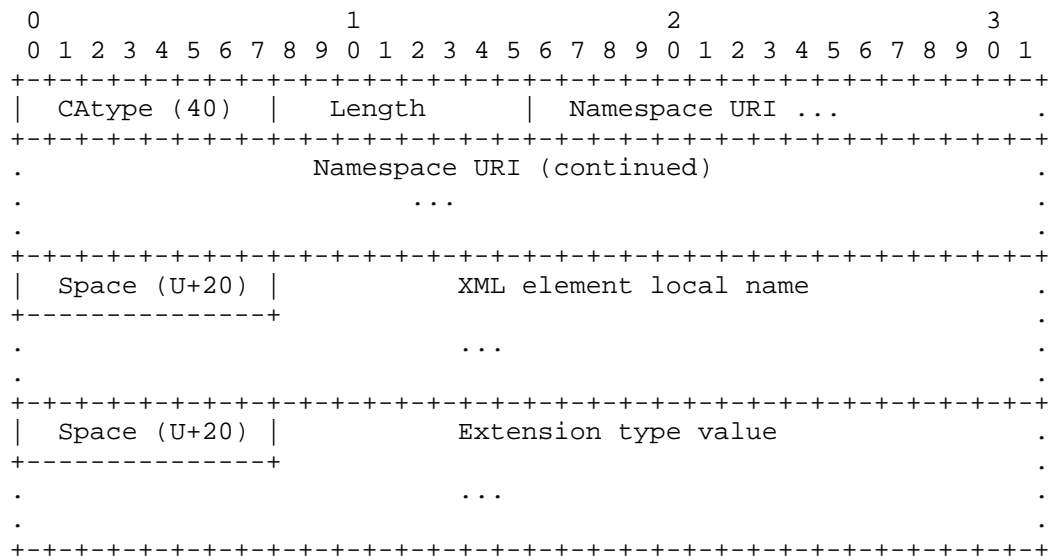 0                   1                   2                   3
 0 1 2 3 4 5 6 7 8 9 0 1 2 3 4 5 6 7 8 9 0 1 2 3 4 5 6 7 8 9 0 1
+-+-+-+-+-+-+-+-+-+-+-+-+-+-+-+-+-+-+-+-+-+-+-+-+-+-+-+-+-+-+-+-+
|  CAtype (40)  |   Length      |  Namespace URI ...            .
+-+-+-+-+-+-+-+-+-+-+-+-+-+-+-+-+-+-+-+-+-+-+-+-+-+-+-+-+-+-+-+-+
.                  Namespace URI (continued)                    .
.                        ...                                    .
.                                                               .
+-+-+-+-+-+-+-+-+-+-+-+-+-+-+-+-+-+-+-+-+-+-+-+-+-+-+-+-+-+-+-+-+
|  Space (U+20) |           XML element local name              .
+---------------+                                               .
.                           ...                                 .
.                                                               .
+-+-+-+-+-+-+-+-+-+-+-+-+-+-+-+-+-+-+-+-+-+-+-+-+-+-+-+-+-+-+-+-+
|  Space (U+20) |           Extension type value                .
+---------------+                                               .
.                           ...                                 .
.                                                               .
+-+-+-+-+-+-+-+-+-+-+-+-+-+-+-+-+-+-+-+-+-+-+-+-+-+-+-+-+-+-+-+-+